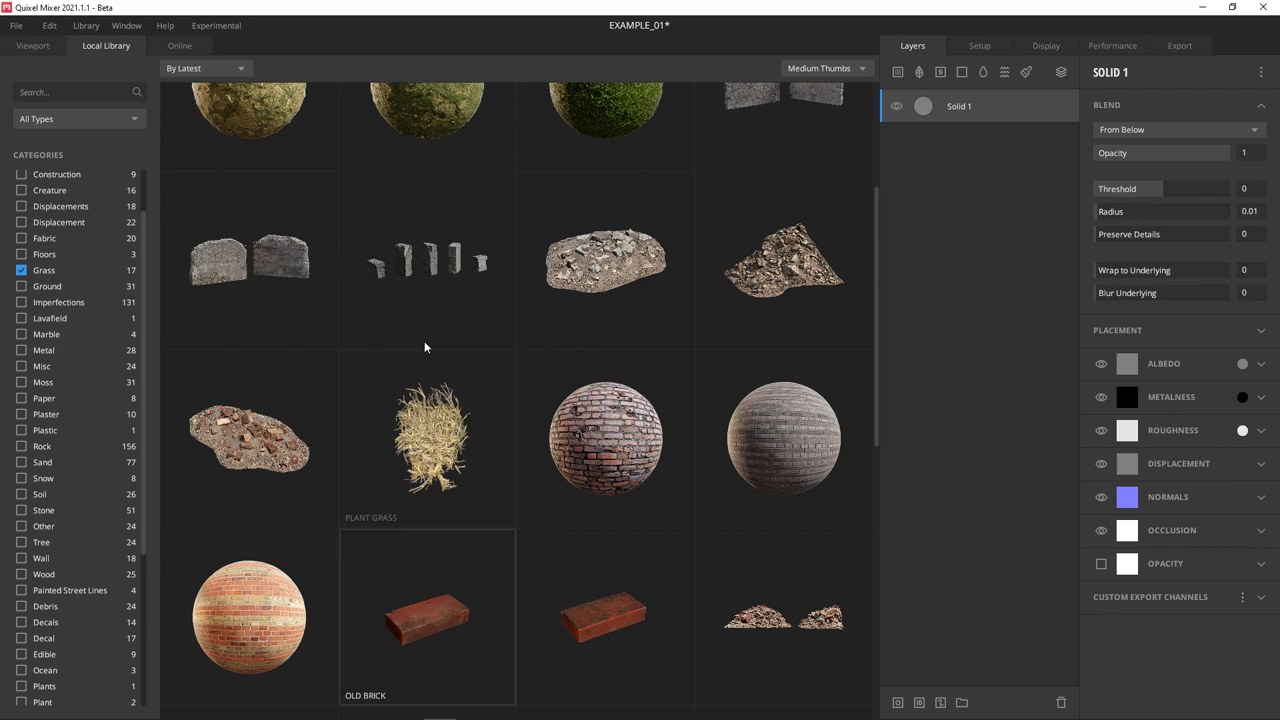 Quixel Mixer 2021.1.1 - Beta
File Edit Library Window Help Experimental
EXAMPLE_01*
Viewport Local Library Online
Layers Setup Display Performance Export
By Latest
Medium Thumbs
Search...
All Types
CATEGORIES
Construction 9
Creature 16
Displacements 18
Displacement 22
Fabric 20
Floors 3
Grass 17
Ground 31
Imperfections 131
Lavafield 1
Marble 4
Metal 28
Misc 24
Moss 31
Paper 8
Plaster 10
Plastic 1
Rock 156
Sand 77
Snow 8
Soil 26
Stone 51
Other 24
Tree 24
Wall 18
Wood 25
Painted Street Lines 4
Debris 24
Decals 14
Decal 17
Edible 9
Ocean 3
Plants 1
Plant 2
PLANT GRASS
OLD BRICK
Solid 1
SOLID 1
BLEND
From Below
Opacity 1
Threshold 0
Radius 0.01
Preserve Details 0
Wrap to Underlying 0
Blur Underlying 0
PLACEMENT
ALBEDO
METALNESS
ROUGHNESS
DISPLACEMENT
NORMALS
OCCLUSION
OPACITY
CUSTOM EXPORT CHANNELS